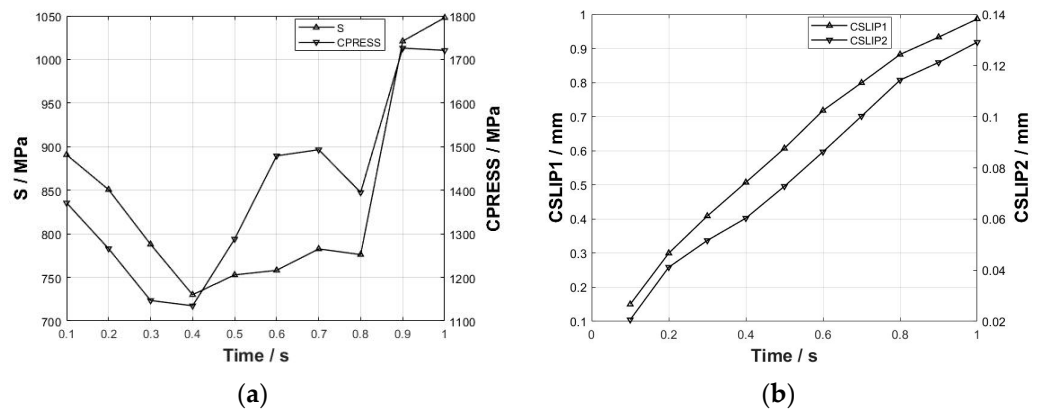 1050
1000
950
900
850
800
750
700
S / MPa
S
CPRESS
1800
1700
1600
1500
1400
1300
1200
1100
CPRESS / MPa
0.1 0.2 0.3 0.4 0.5 0.6 0.7 0.8 0.9 1
Time / s
(a)
1
0.9
0.8
0.7
0.6
0.5
0.4
0.3
0.2
0.1
CSLIP1 / mm
CSLIP1
CSLIP2
0.14
0.12
0.1
0.08
0.06
0.04
0.02
CSLIP2 / mm
0 0.2 0.4 0.6 0.8 1
Time / s
(b)